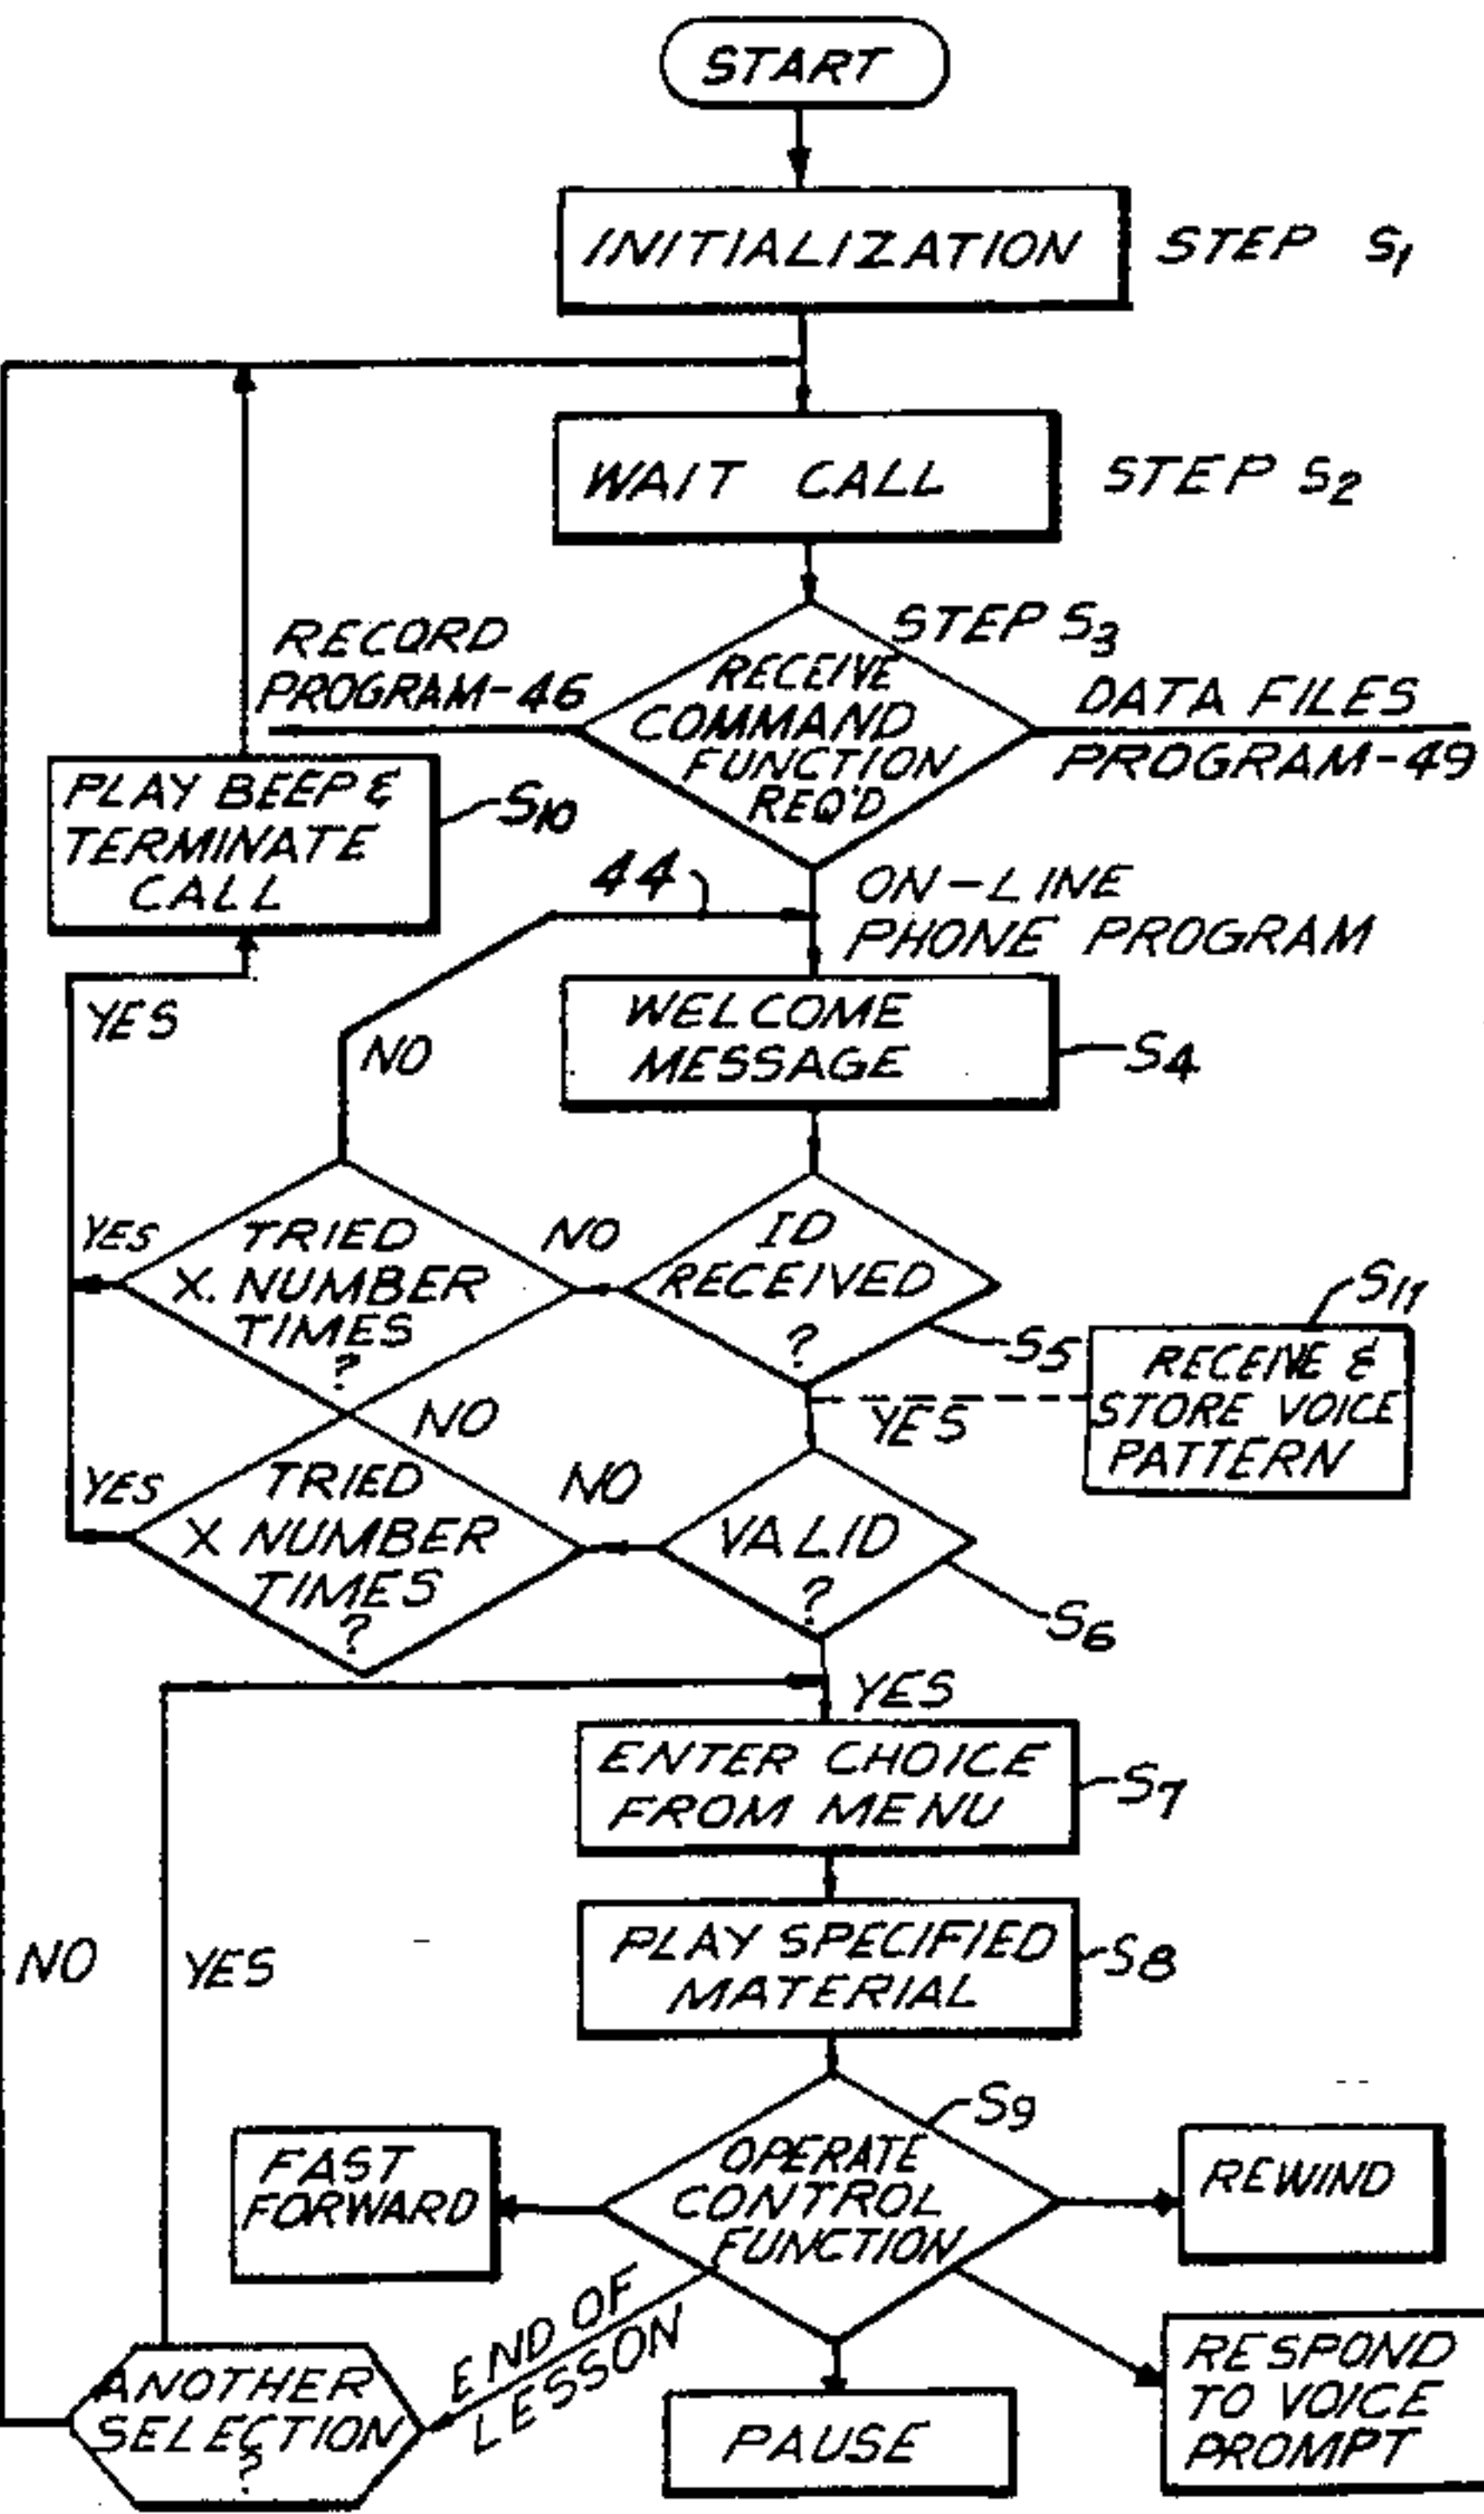 START
INITIALIZATION
STEP S1
WAIT CALL
STEP S2
STEP S3
RECORD
PROGRAM-46
RECEIVE
COMMAND
FUNCTION
REQ'D
DATA FILES
PROGRAM-49
PLAY BEEP &
TERMINATE
CALL
S10
44
ON-LINE
PHONE PROGRAM
YES
NO
WELCOME
MESSAGE
S4
YES
TRIED
X. NUMBER
TIMES
?
NO
ID
RECEIVED
?
S5
S11
RECEIVE &
STORE VOICE
PATTERN
YES
NO
YES
TRIED
X NUMBER
TIMES
?
NO
VALID
?
S6
YES
ENTER CHOICE
FROM MENU
S7
NO
YES
PLAY SPECIFIED
MATERIAL
S8
S9
OPERATE
CONTROL
FUNCTION
FAST
FORWARD
REWIND
END OF
LESSON
ANOTHER
SELECTION
?
PAUSE
RESPOND
TO VOICE
PROMPT